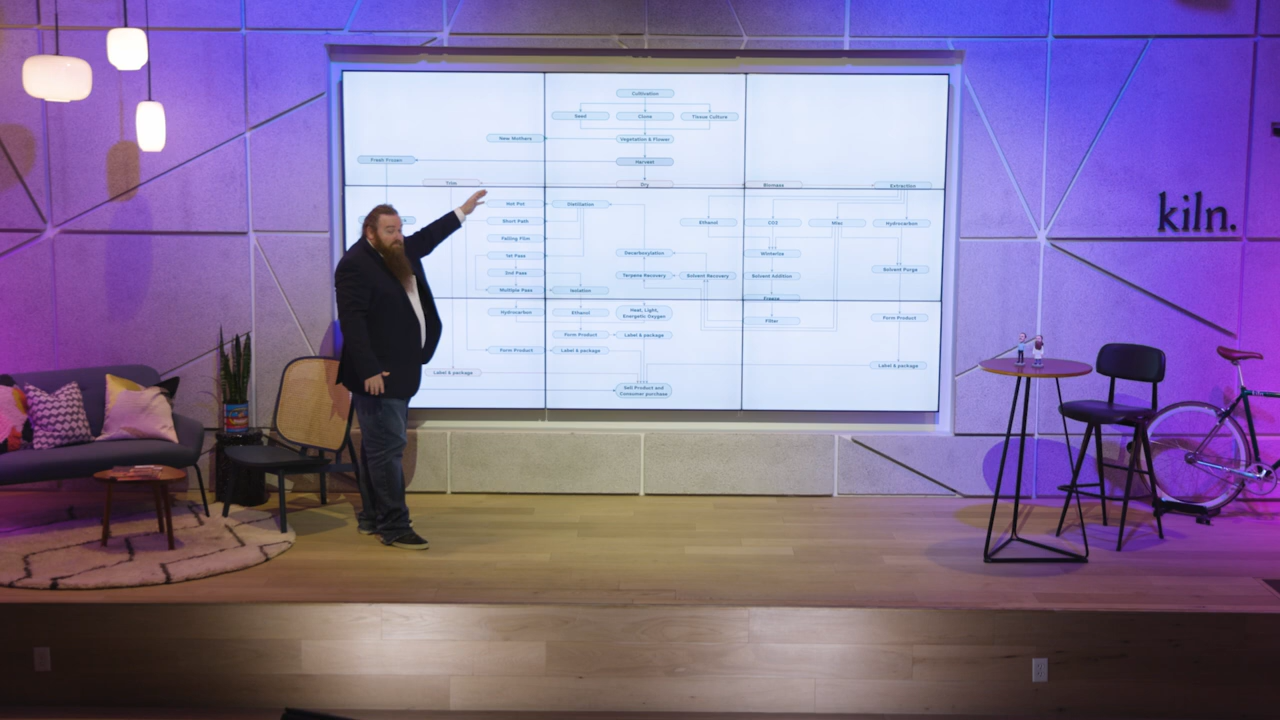 Cultivation
Seed
Clone
Tissue Culture
New Mothers
Vegetation & Flower
Fresh Frozen
Harvest
Trim
Dry
Biomass
Extraction
Hot Pot
Distillation
Short Path
Ethanol
CO2
Misc
Hydrocarbon
Falling Film
1st Pass
Decarboxylation
Winterize
2nd Pass
Terpene Recovery
Solvent Recovery
Solvent Addition
Solvent Purge
Multiple Pass
Isolation
Freeze
Hydrocarbon
Ethanol
Heat, Light,
Energetic Oxygen
Filter
Form Product
Form Product
Label & package
Form Product
Label & package
Label & package
Label & package
Sell Product and
Consumer purchase
kiln.